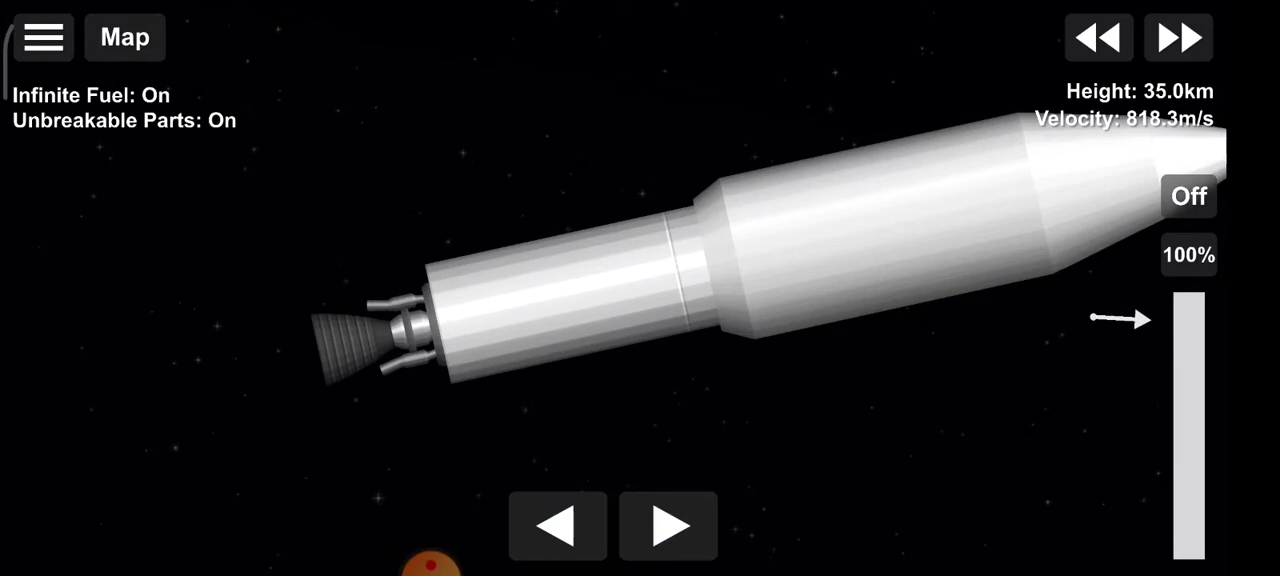 Map
Infinite Fuel: On
Unbreakable Parts: On
Height: 35.0km
Velocity: 818.3m/s
Off
100%